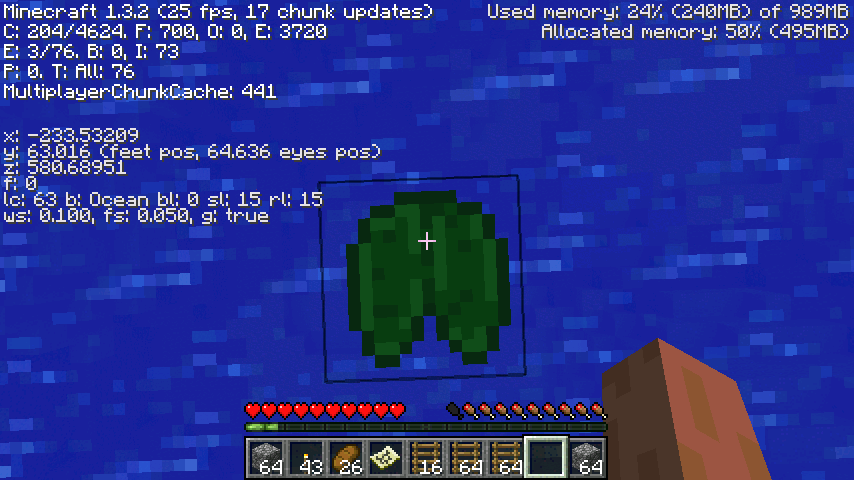 Minecraft 1.3.2 (25 fps, 17 chunk updates)
C: 204/4624. F: 700, O: 0, E: 3720
E: 3/76. B: 0, I: 73
P: 0. T: All: 76
MultiplayerChunkCache: 441
Used memory: 24% (240MB) of 989MB
Allocated memory: 50% (495MB)
x: -233.53209
y: 63.016 (feet pos, 64.636 eyes pos)
z: 580.68951
f: 0
lc: 63 b: Ocean bl: 0 sl: 15 rl: 15
ws: 0.100, fs: 0.050, g: true
64 43 26 16 64 64 64